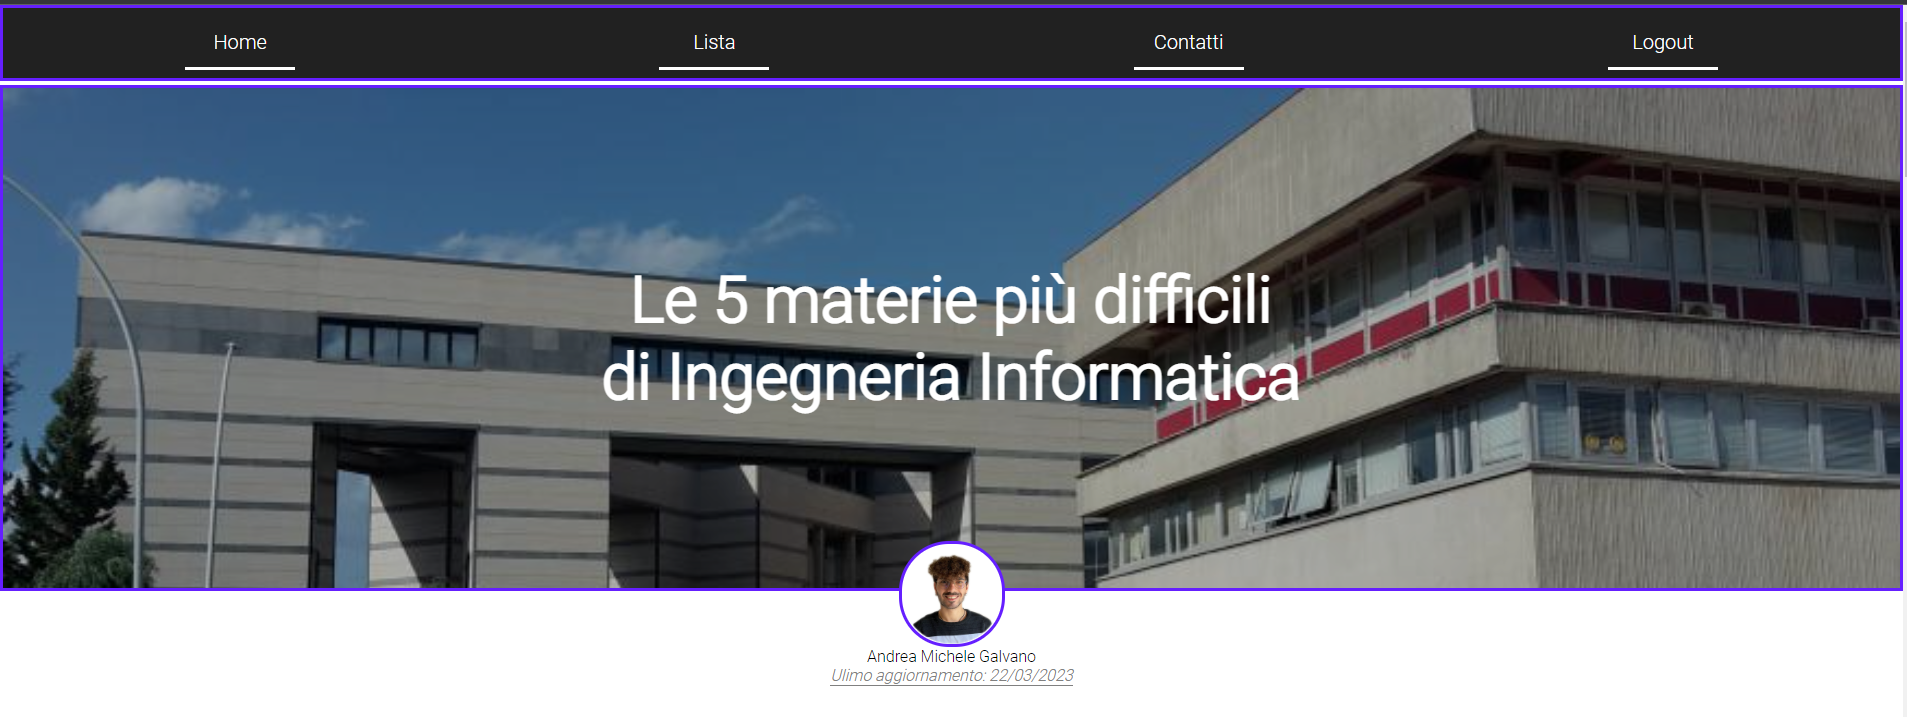 Home
Lista
Contatti
Logout
Le 5 materie più difficili
di Ingegneria Informatica
Andrea Michele Galvano
Ulimo aggiornamento: 22/03/2023